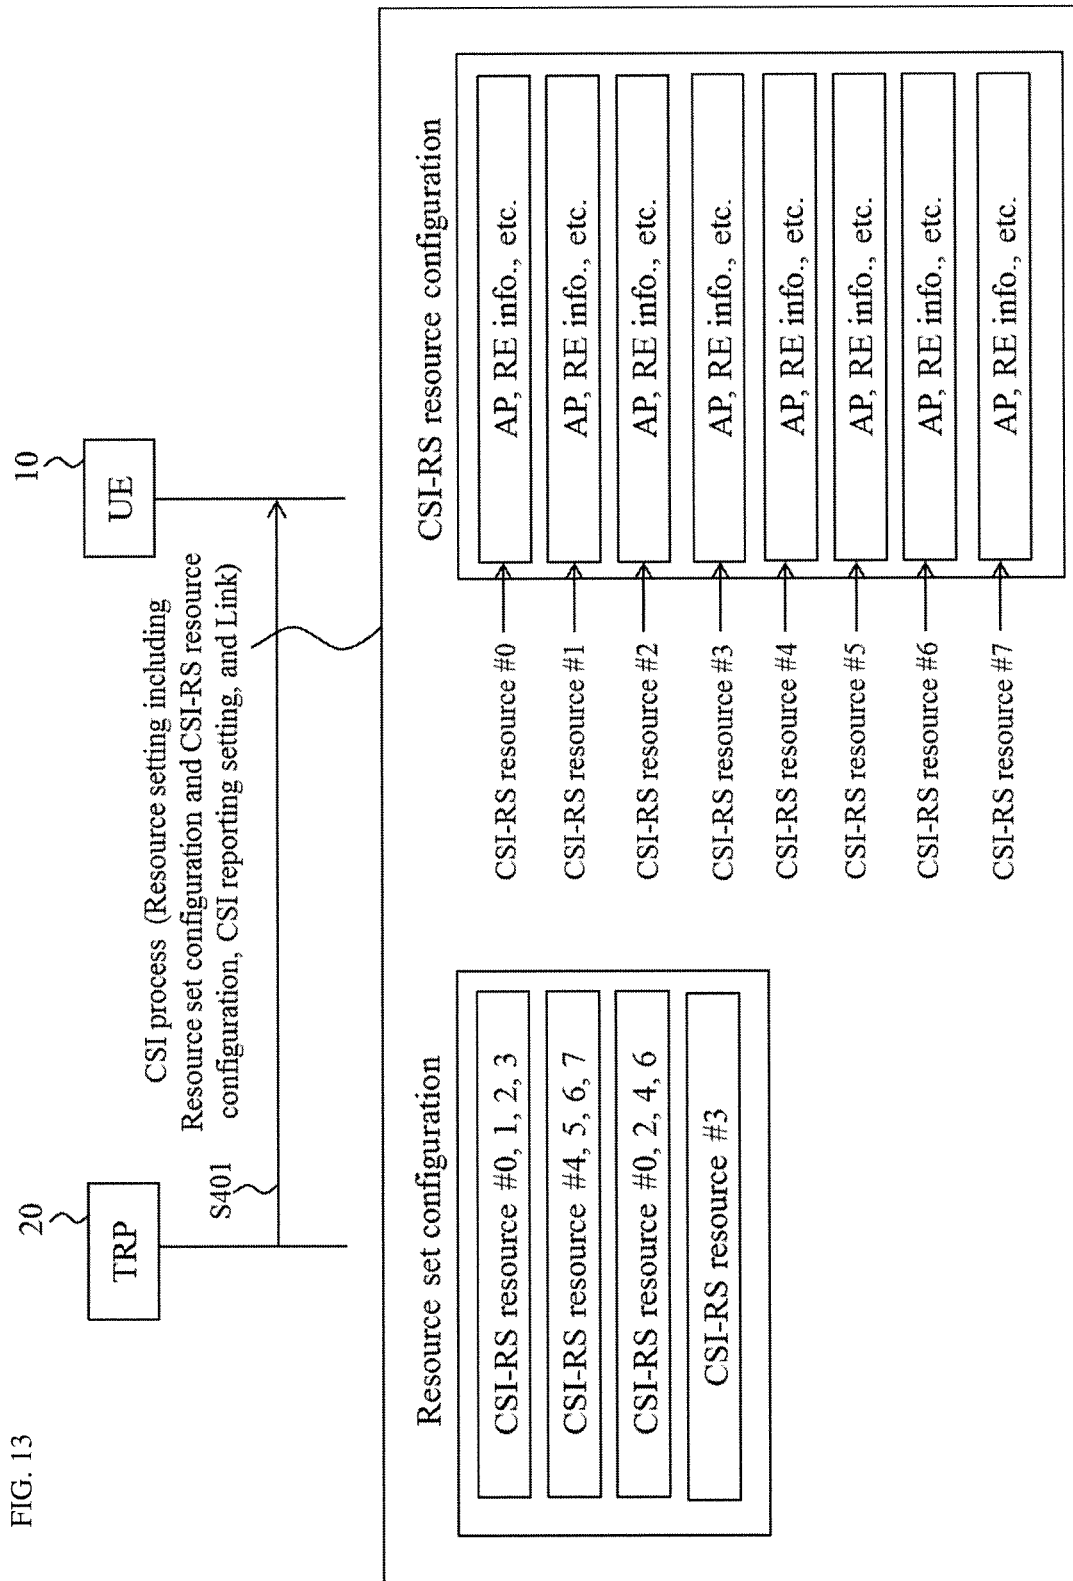 FIG. 13
20
TRP
10
UE
S401
CSI process (Resource setting including
Resource set configuration and CSI-RS resource
configuration, CSI reporting setting, and Link)
Resource set configuration
CSI-RS resource #0, 1, 2, 3
CSI-RS resource #4, 5, 6, 7
CSI-RS resource #0, 2, 4, 6
CSI-RS resource #3
CSI-RS resource configuration
CSI-RS resource #0
AP, RE info., etc.
CSI-RS resource #1
AP, RE info., etc.
CSI-RS resource #2
AP, RE info., etc.
CSI-RS resource #3
AP, RE info., etc.
CSI-RS resource #4
AP, RE info., etc.
CSI-RS resource #5
AP, RE info., etc.
CSI-RS resource #6
AP, RE info., etc.
CSI-RS resource #7
AP, RE info., etc.